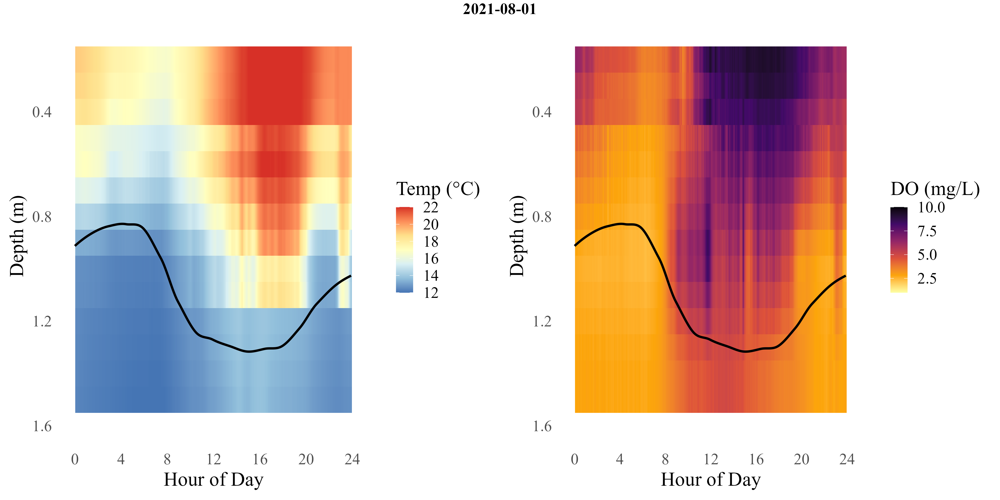 2021-08-01
Depth (m)
0.4
0.8
1.2
1.6
0 4 8 12 16 20 24
Hour of Day
Temp (°C)
22
20
18
16
14
12
Depth (m)
0.4
0.8
1.2
1.6
0 4 8 12 16 20 24
Hour of Day
DO (mg/L)
10.0
7.5
5.0
2.5